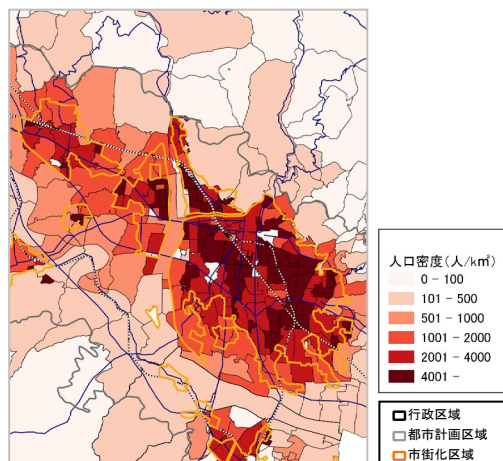 人口密度(人/k㎡)
0 - 100
101 - 500
501 - 1000
1001 - 2000
2001 - 4000
4001 -
行政区域
都市計画区域
市街化区域